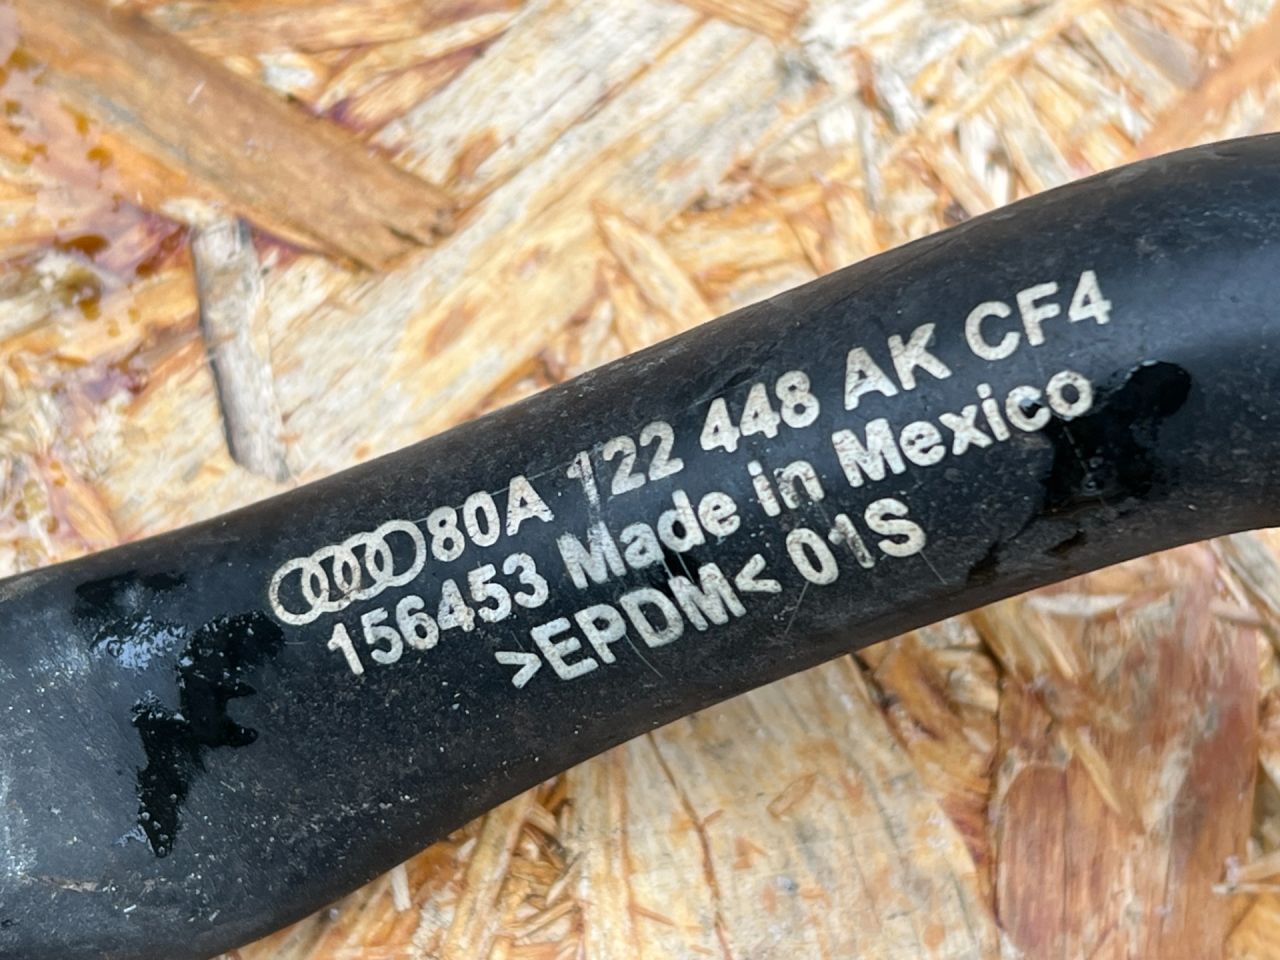 80A 122 448 AK CF4
156453 Made in Mexico
>EPDM< 01S